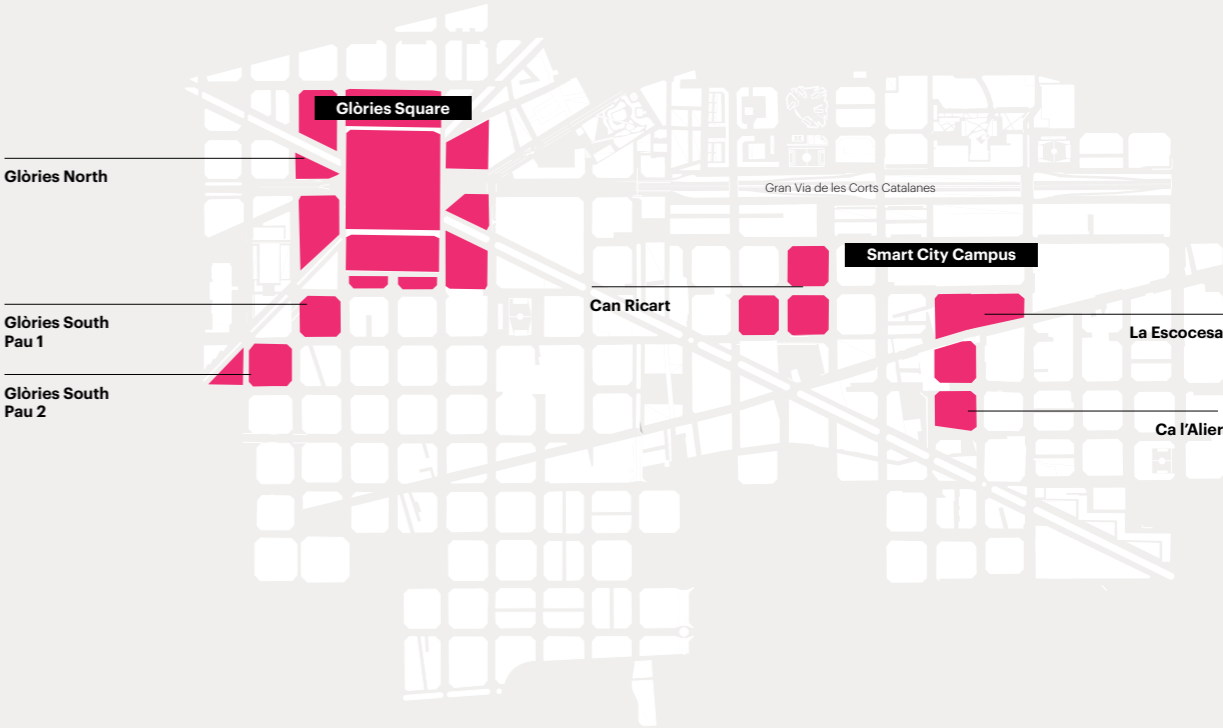 Glòries Square
Glòries North
Gran Via de les Corts Catalanes
Smart City Campus
Can Ricart
Glòries South
Pau 1
La Escocesa
Glòries South
Pau 2
Ca l’Alier